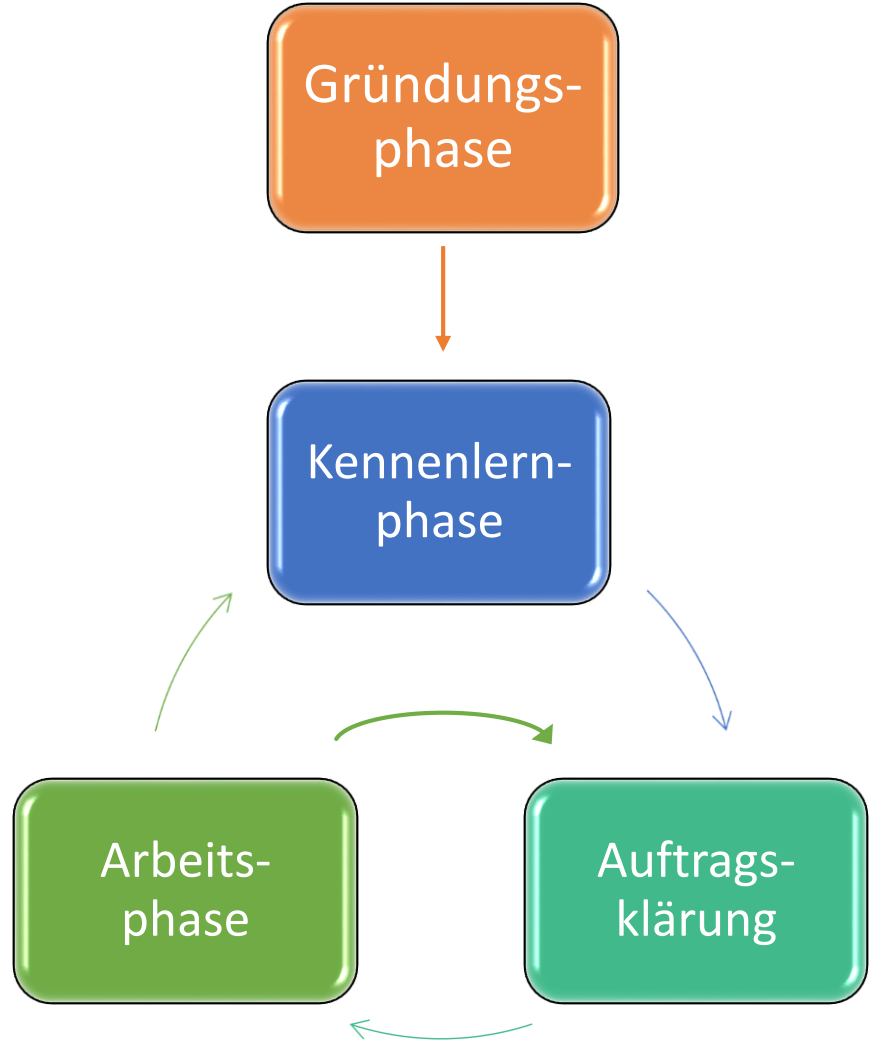 Gründungs-
phase
Kennenlern-
phase
Arbeits-
phase
Auftrags-
klärung